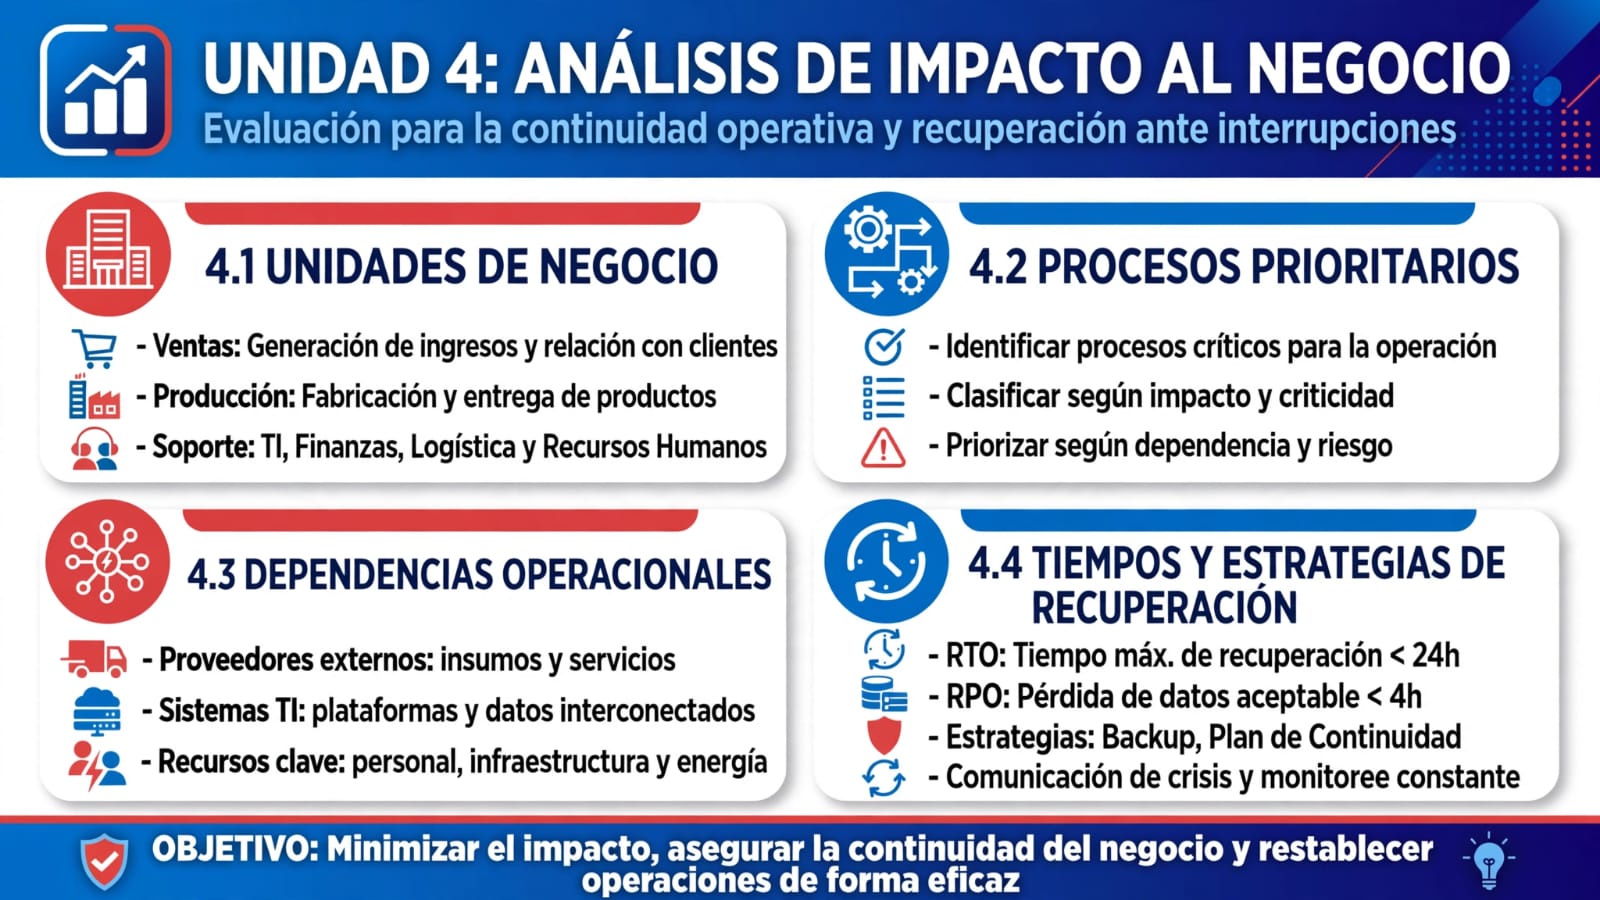 UNIDAD 4: ANÁLISIS DE IMPACTO AL NEGOCIO
Evaluación para la continuidad operativa y recuperación ante interrupciones
4.1 UNIDADES DE NEGOCIO
- Ventas: Generación de ingresos y relación con clientes
- Producción: Fabricación y entrega de productos
- Soporte: TI, Finanzas, Logística y Recursos Humanos
4.2 PROCESOS PRIORITARIOS
- Identificar procesos críticos para la operación
- Clasificar según impacto y criticidad
- Priorizar según dependencia y riesgo
4.3 DEPENDENCIAS OPERACIONALES
- Proveedores externos: insumos y servicios
- Sistemas TI: plataformas y datos interconectados
- Recursos clave: personal, infraestructura y energía
4.4 TIEMPOS Y ESTRATEGIAS DE
RECUPERACIÓN
- RTO: Tiempo máx. de recuperación < 24h
- RPO: Pérdida de datos aceptable < 4h
- Estrategias: Backup, Plan de Continuidad
- Comunicación de crisis y monitoree constante
OBJETIVO: Minimizar el impacto, asegurar la continuidad del negocio y restablecer
operaciones de forma eficaz